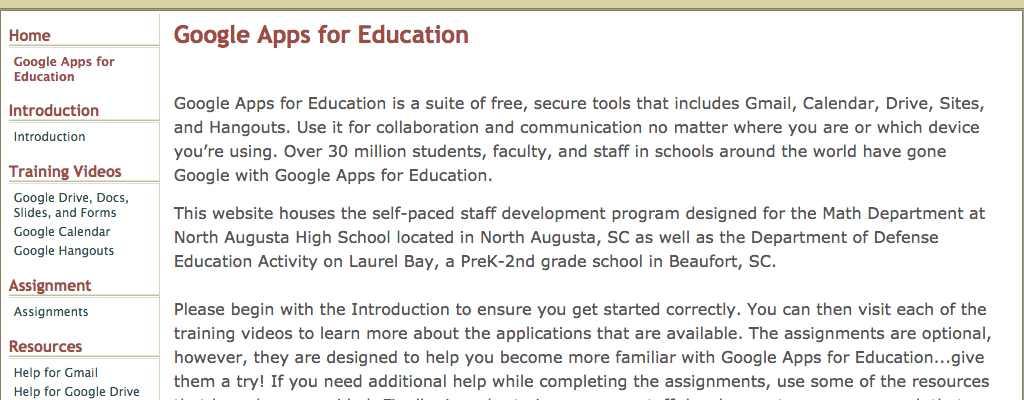 Home
Google Apps for
Education
Introduction
Introduction
Training Videos
Google Drive, Docs,
Slides, and Forms
Google Calendar
Google Hangouts
Assignment
Assignments
Resources
Help for Gmail
Help for Google Drive
Google Apps for Education
Google Apps for Education is a suite of free, secure tools that includes Gmail, Calendar, Drive, Sites,
and Hangouts. Use it for collaboration and communication no matter where you are or which device
you’re using. Over 30 million students, faculty, and staff in schools around the world have gone
Google with Google Apps for Education.
This website houses the self-paced staff development program designed for the Math Department at
North Augusta High School located in North Augusta, SC as well as the Department of Defense
Education Activity on Laurel Bay, a PreK-2nd grade school in Beaufort, SC.
Please begin with the Introduction to ensure you get started correctly. You can then visit each of the
training videos to learn more about the applications that are available. The assignments are optional,
however, they are designed to help you become more familiar with Google Apps for Education...give
them a try! If you need additional help while completing the assignments, use some of the resources